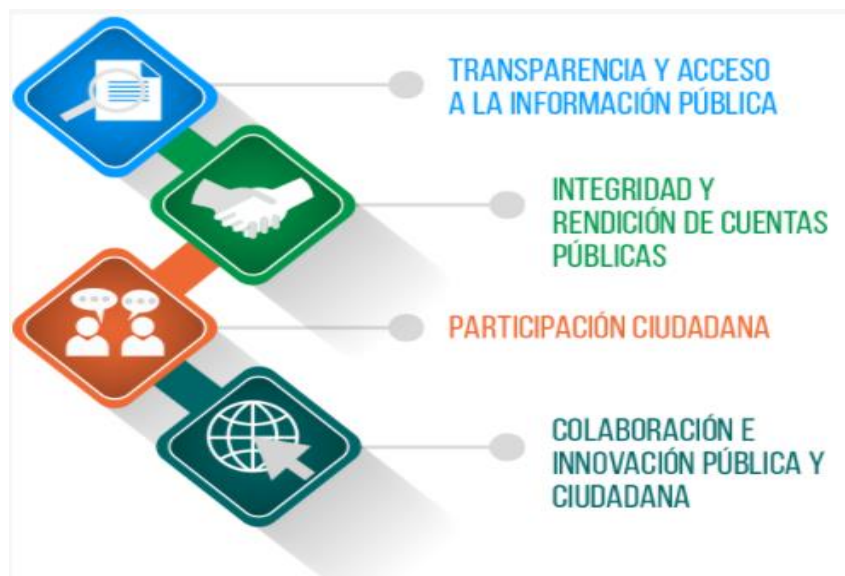 TRANSPARENCIA Y ACCESO
A LA INFORMACIÓN PÚBLICA
INTEGRIDAD Y
RENDICIÓN DE CUENTAS
PÚBLICAS
PARTICIPACIÓN CIUDADANA
COLABORACIÓN E
INNOVACIÓN PÚBLICA Y
CIUDADANA